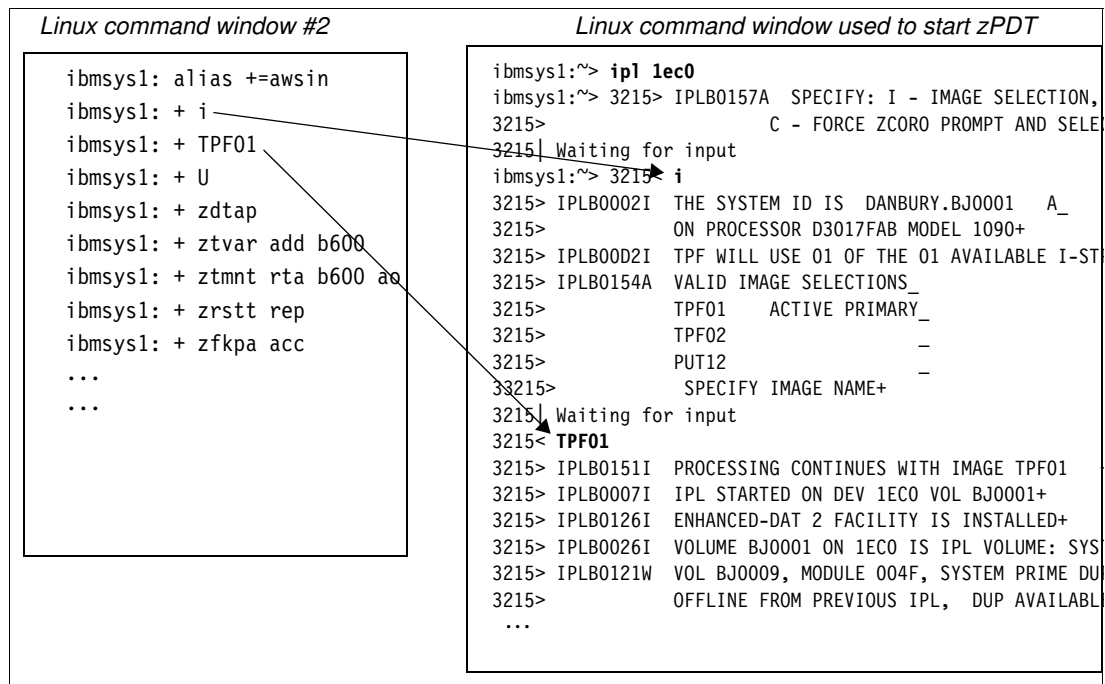 Linux command window #2
ibmsys1: alias +=awsin
ibmsys1: + i
ibmsys1: + TPF01
ibmsys1: + U
ibmsys1: + zdtap
ibmsys1: + ztvar add b600
ibmsys1: + ztmnt rta b600 ao
ibmsys1: + zrstt rep
ibmsys1: + zfkpa acc
...
...
Linux command window used to start zPDT
ibmsys1:~> ipl 1ec0
ibmsys1:~> 3215> IPLB0157A  SPECIFY: I - IMAGE SELECTION,
3215>                 C - FORCE ZCORO PROMPT AND SELE
3215| Waiting for input
ibmsys1:~> 3215< i
3215> IPLB0002I  THE SYSTEM ID IS  DANBURY.BJ0001   A_
3215>            ON PROCESSOR D3017FAB MODEL 1090+
3215> IPLB00D2I  TPF WILL USE 01 OF THE 01 AVAILABLE I-ST
3215> IPLB0154A  VALID IMAGE SELECTIONS_
3215>            TPF01    ACTIVE PRIMARY_
3215>            TPF02                  _
3215>            PUT12                  _
33215>            SPECIFY IMAGE NAME+
3215| Waiting for input
3215< TPF01
3215> IPLB0151I  PROCESSING CONTINUES WITH IMAGE TPF01
3215> IPLB0007I  IPL STARTED ON DEV 1EC0 VOL BJ0001+
3215> IPLB0126I  ENHANCED-DAT 2 FACILITY IS INSTALLED+
3215> IPLB0026I  VOLUME BJ0001 ON 1EC0 IS IPL VOLUME: SYS
3215> IPLB0121W  VOL BJ0009, MODULE 004F, SYSTEM PRIME DU
3215>            OFFLINE FROM PREVIOUS IPL,  DUP AVAILABL
...